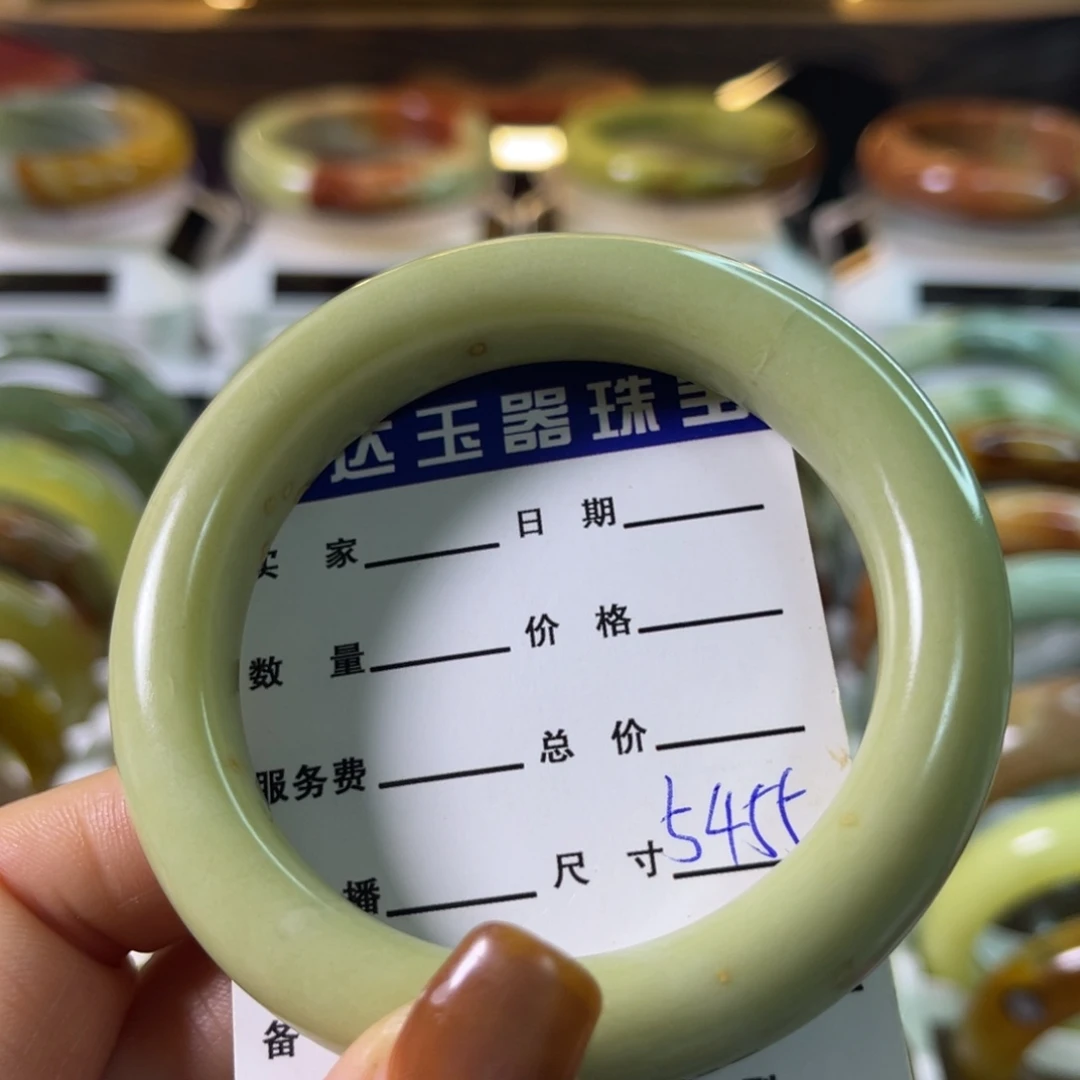 达玉器珠宝
买 家 日 期
数 量 价 格
服务费 总 价
播 尺 寸 5455
备